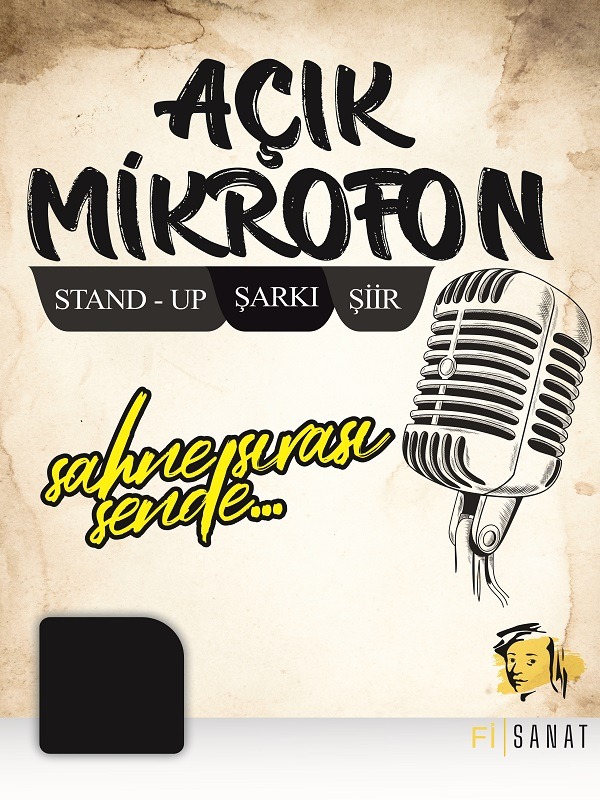 AÇIK
MİKROFON
STAND - UP ŞARKI ŞİİR
sahne sırası
sende...
Fİ|SANAT